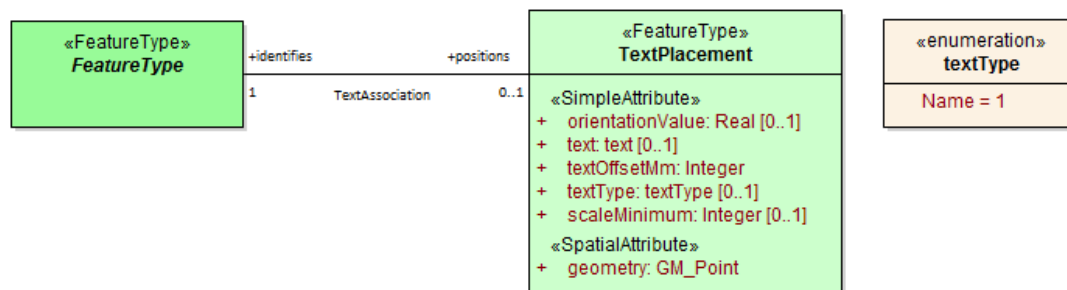 «FeatureType»
FeatureType
+identifies
+positions
1
TextAssociation
0..1
«FeatureType»
TextPlacement
«SimpleAttribute»
+ orientationValue: Real [0..1]
+ text: text [0..1]
+ textOffsetMm: Integer
+ textType: textType [0..1]
+ scaleMinimum: Integer [0..1]
«SpatialAttribute»
+ geometry: GM_Point
«enumeration»
textType
Name = 1